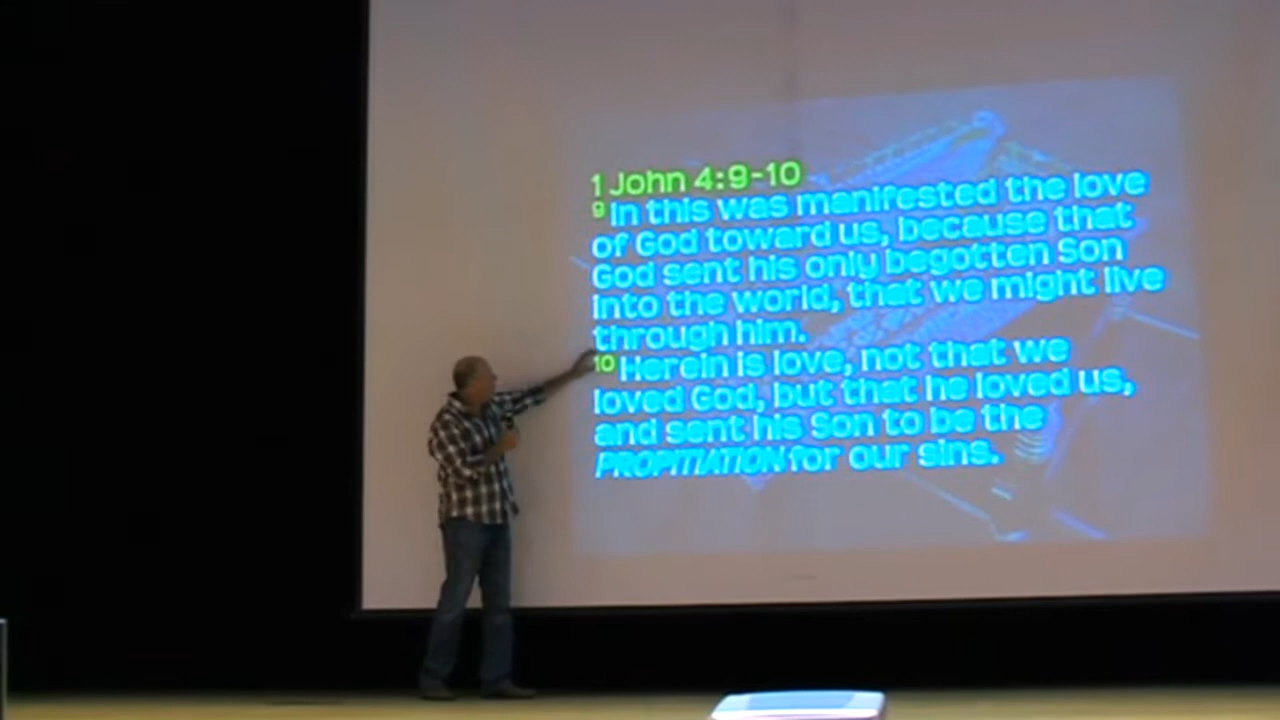 1 John 4:9-10
9 In this was manifested the love
of God toward us, because that
God sent his only begotten Son
into the world, that we might live
through him.
10 Herein is love, not that we
loved God, but that he loved us,
and sent his Son to be the
PROPITIATION for our sins.